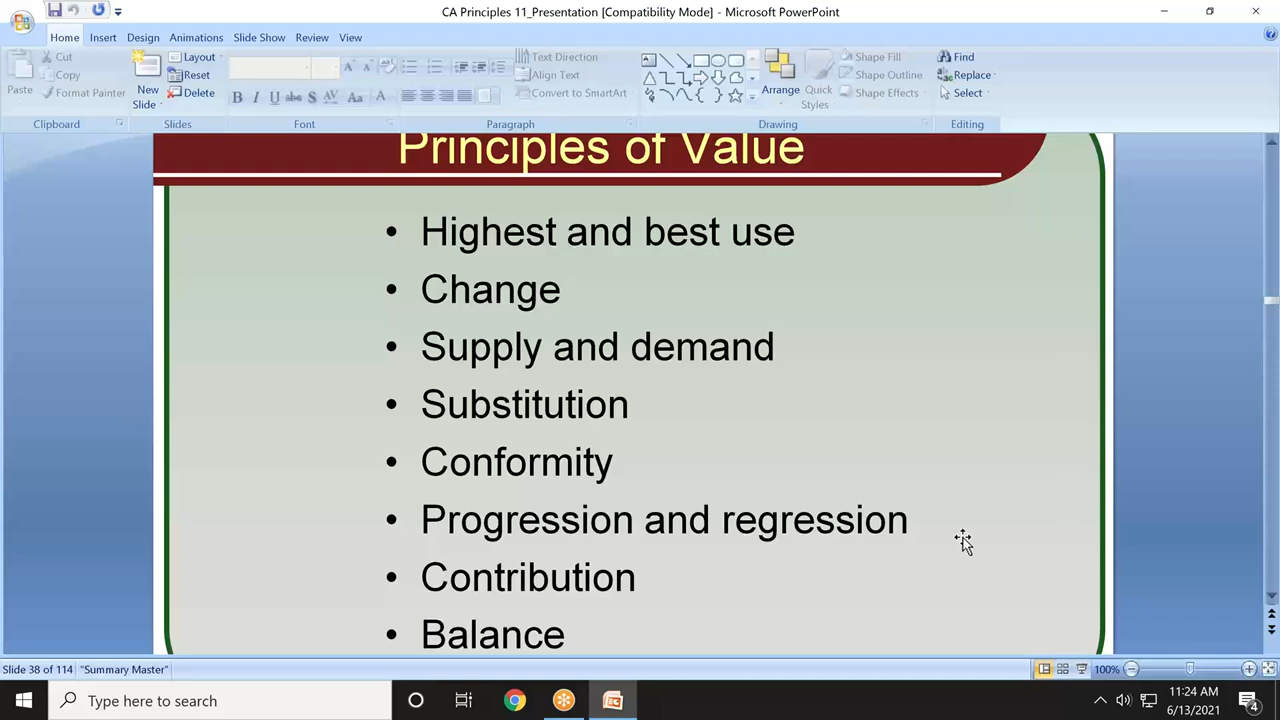 CA Principles 11_Presentation [Compatibility Mode] - Microsoft PowerPoint
Home Insert Design Animations Slide Show Review View
Paste
Cut
Copy
Format Painter
Clipboard
New Slide
Layout
Reset
Delete
Slides
B I U abc S AV Aa A
Font
Text Direction
Align Text
Convert to SmartArt
Paragraph
Arrange
Quick Styles
Shape Fill
Shape Outline
Shape Effects
Drawing
Find
Replace
Select
Editing
Principles of Value
• Highest and best use
• Change
• Supply and demand
• Substitution
• Conformity
• Progression and regression
• Contribution
• Balance
Slide 38 of 114 "Summary Master" 100%
Type here to search
11:24 AM
6/13/2021
4